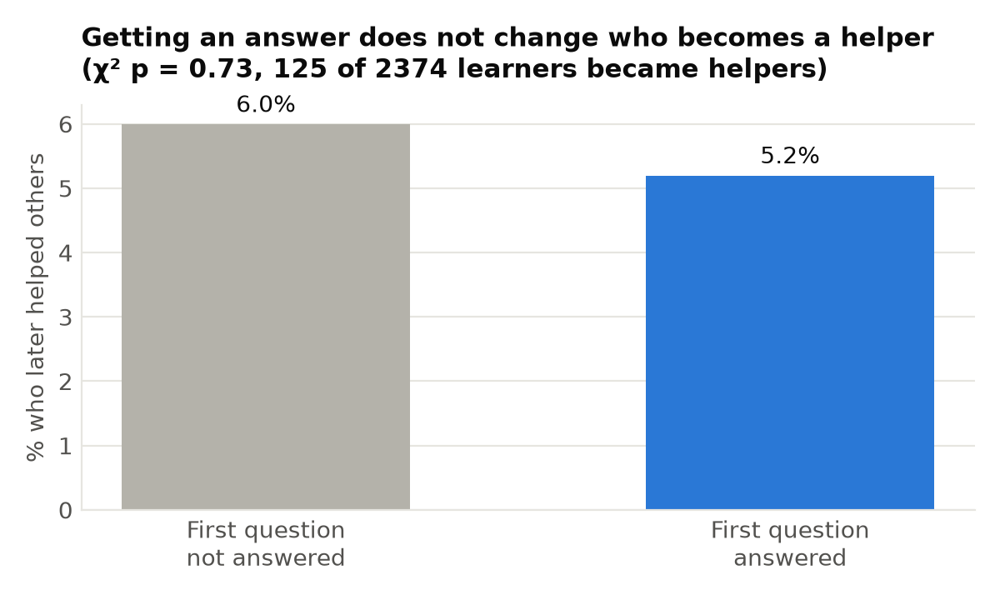 Getting an answer does not change who becomes a helper
(χ² p = 0.73, 125 of 2374 learners became helpers)
% who later helped others
6
5
4
3
2
1
0
6.0%
5.2%
First question
not answered
First question
answered